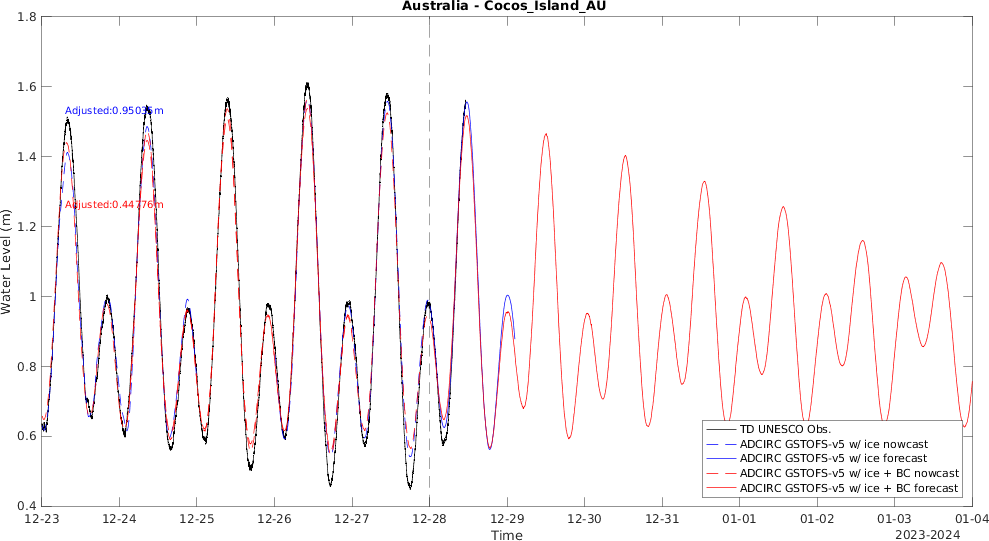 Australia - Cocos_Island_AU
1.8
1.6
1.4
1.2
1
0.8
0.6
0.4
Water Level (m)
Adjusted:0.95036m
Adjusted:0.44776m
TD UNESCO Obs.
ADCIRC GSTOFS-v5 w/ ice nowcast
ADCIRC GSTOFS-v5 w/ ice forecast
ADCIRC GSTOFS-v5 w/ ice + BC nowcast
ADCIRC GSTOFS-v5 w/ ice + BC forecast
12-23 12-24 12-25 12-26 12-27 12-28 12-29 12-30 12-31 01-01 01-02 01-03 01-04
Time
2023-2024